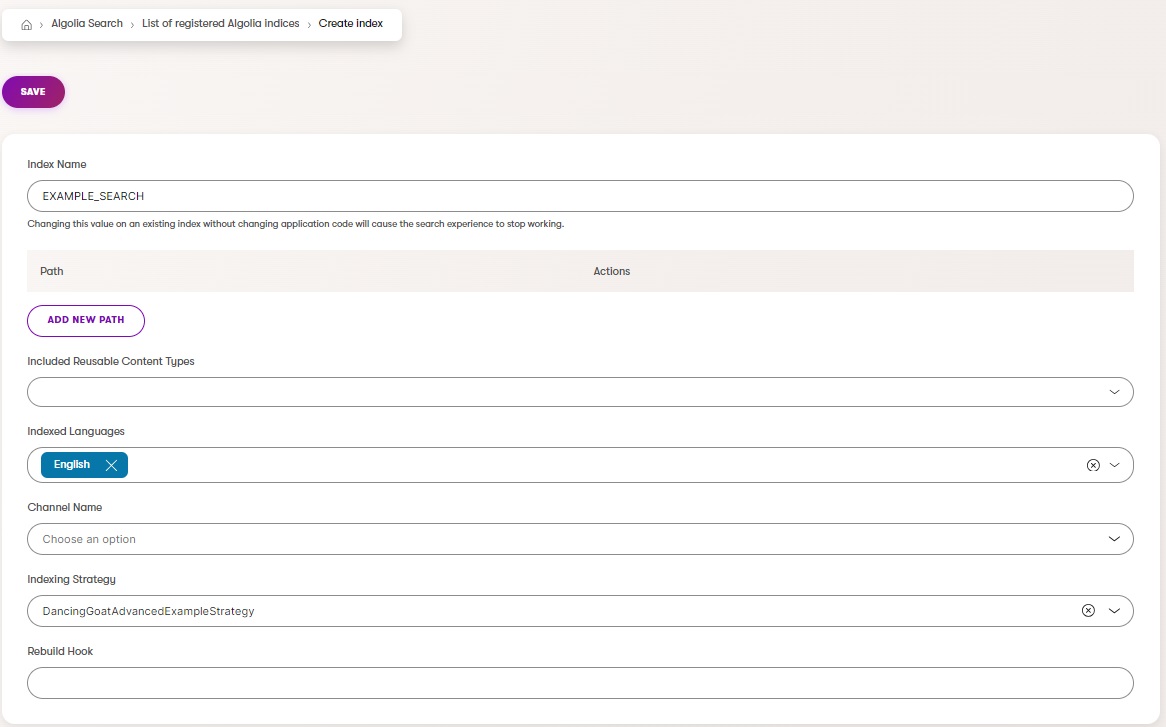 Algolia Search › List of registered Algolia indices › Create index
SAVE
Index Name
EXAMPLE_SEARCH
Changing this value on an existing index without changing application code will cause the search experience to stop working.
Path Actions
ADD NEW PATH
Included Reusable Content Types
Indexed Languages
English
Channel Name
Choose an option
Indexing Strategy
DancingGoatAdvancedExampleStrategy
Rebuild Hook